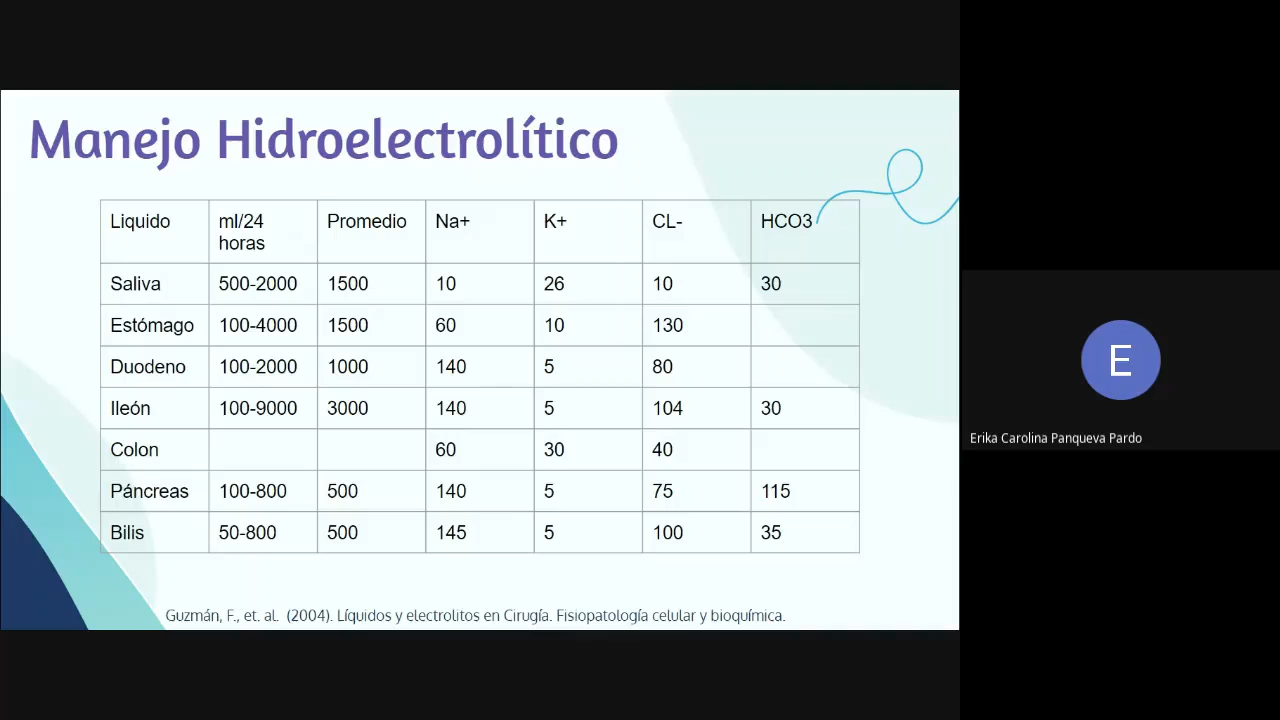 Manejo Hidroelectrolítico
Liquido ml/24 horas Promedio Na+ K+ CL- HCO3
Saliva 500-2000 1500 10 26 10 30
Estómago 100-4000 1500 60 10 130
Duodeno 100-2000 1000 140 5 80
Ileón 100-9000 3000 140 5 104 30
Colon 60 30 40
Páncreas 100-800 500 140 5 75 115
Bilis 50-800 500 145 5 100 35
Guzmán, F., et. al. (2004). Líquidos y electrolitos en Cirugía. Fisiopatología celular y bioquímica.
E
Erika Carolina Panqueva Pardo